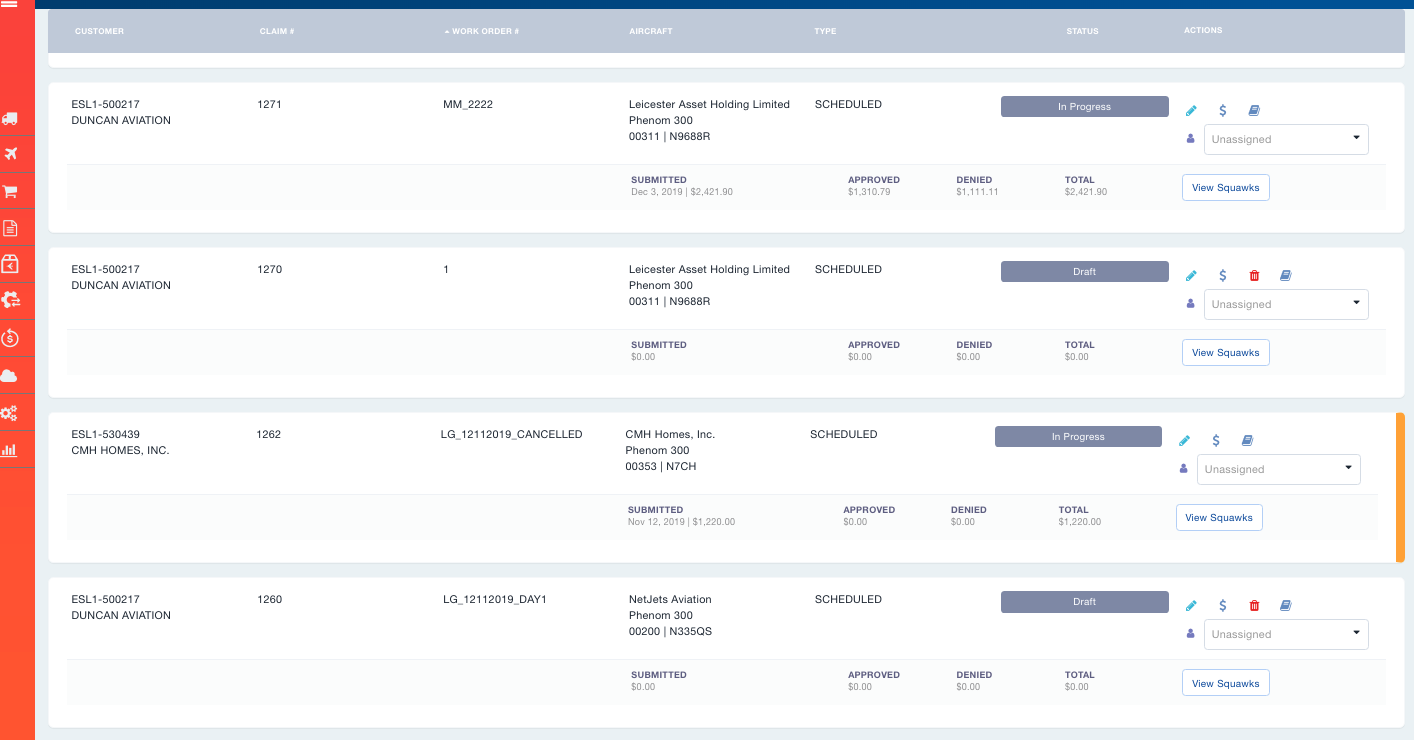 CUSTOMER CLAIM # WORK ORDER # AIRCRAFT TYPE STATUS ACTIONS
ESL1-500217 1271 MM_2222 Leicester Asset Holding Limited SCHEDULED In Progress
DUNCAN AVIATION Phenom 300
00311 | N9688R Unassigned
SUBMITTED APPROVED DENIED TOTAL View Squawks
Dec 3, 2019 | $2,421.90 $1,310.79 $1,111.11 $2,421.90
ESL1-500217 1270 1 Leicester Asset Holding Limited SCHEDULED Draft
DUNCAN AVIATION Phenom 300
00311 | N9688R Unassigned
SUBMITTED APPROVED DENIED TOTAL View Squawks
$0.00 $0.00 $0.00 $0.00
ESL1-530439 1262 LG_12112019_CANCELLED CMH Homes, Inc. SCHEDULED In Progress
CMH HOMES, INC. Phenom 300
00353 | N7CH Unassigned
SUBMITTED APPROVED DENIED TOTAL View Squawks
Nov 12, 2019 | $1,220.00 $0.00 $0.00 $1,220.00
ESL1-500217 1260 LG_12112019_DAY1 NetJets Aviation SCHEDULED Draft
DUNCAN AVIATION Phenom 300
00200 | N335QS Unassigned
SUBMITTED APPROVED DENIED TOTAL View Squawks
$0.00 $0.00 $0.00 $0.00